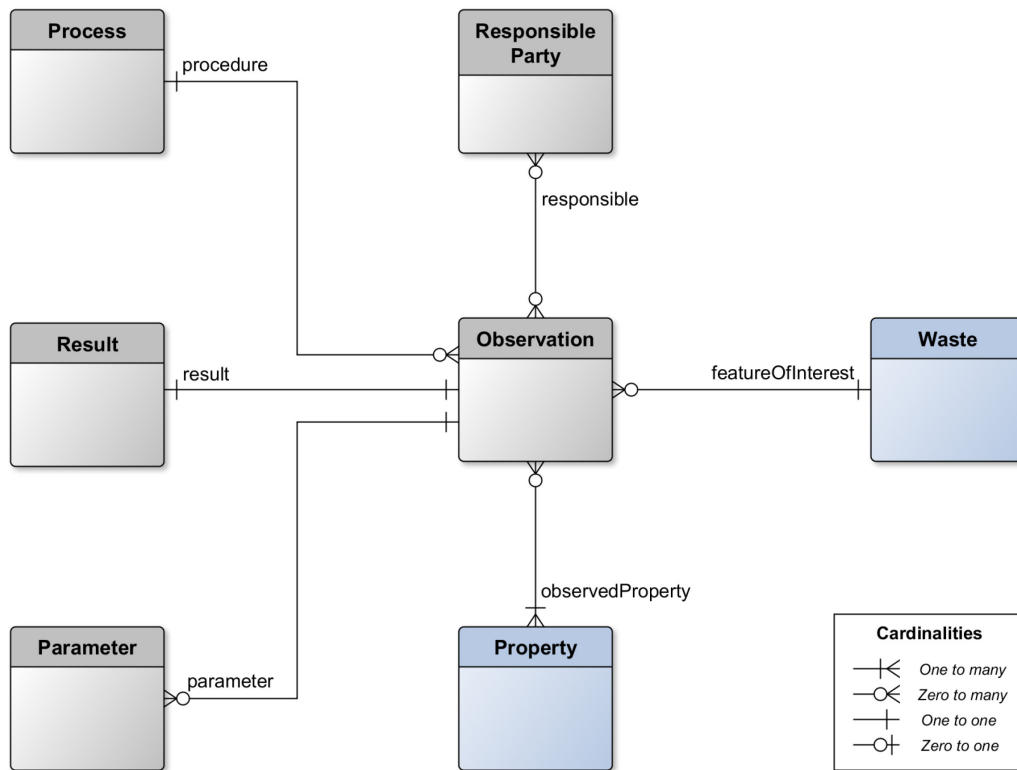 Process
procedure
Responsible
Party
responsible
Result
result
Observation
featureOfInterest
Waste
observedProperty
Parameter
parameter
Property
Cardinalities
One to many
Zero to many
One to one
Zero to one